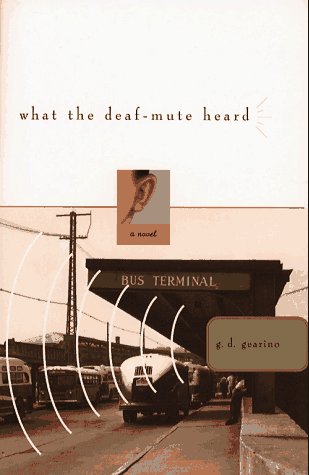 what the deaf-mute heard
a novel
BUS TERMINAL
g. d. gearino